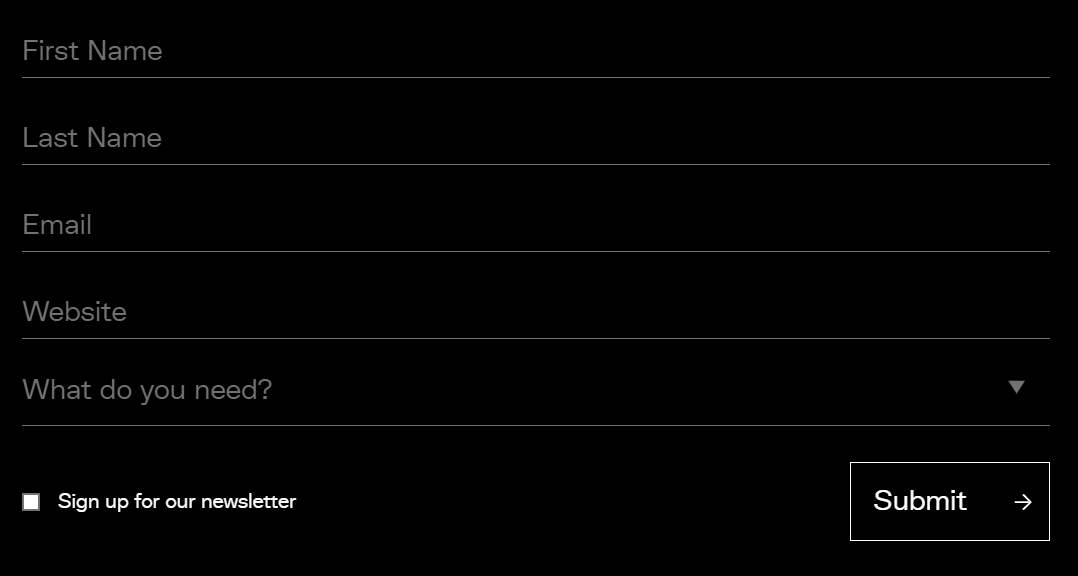 First Name
Last Name
Email
Website
What do you need?
Sign up for our newsletter
Submit